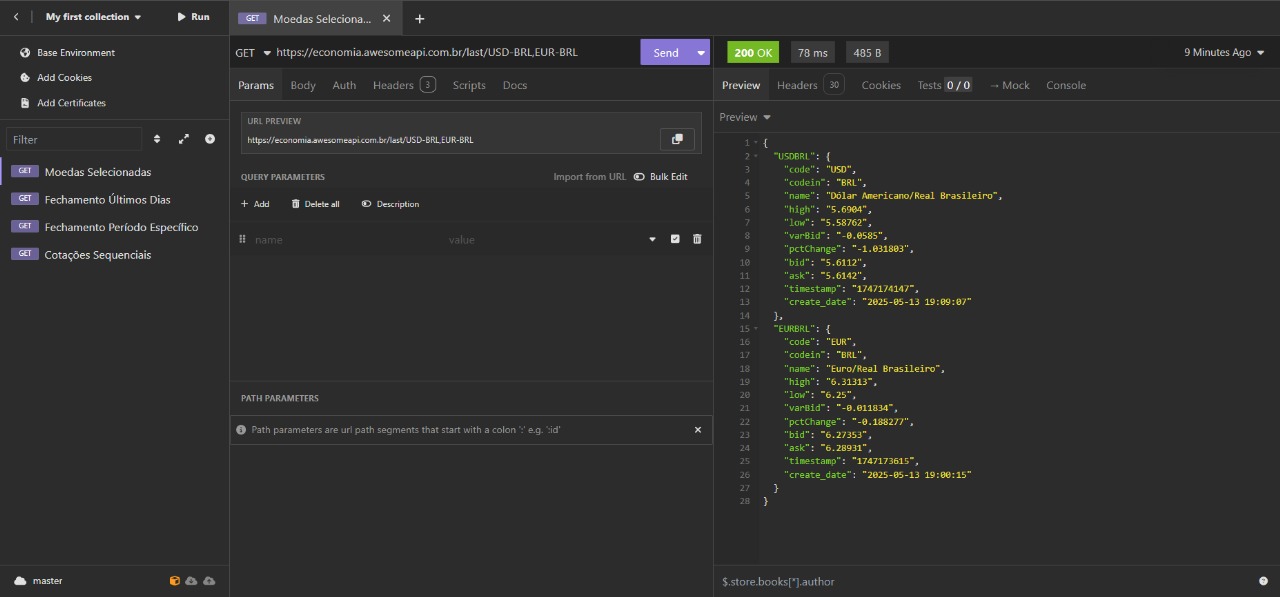 My first collection
Run
Base Environment
Add Cookies
Add Certificates
Filter
GET Moedas Selecionadas
GET Fechamento Últimos Dias
GET Fechamento Período Específico
GET Cotações Sequenciais
master
GET Moedas Seleciona...
GET https://economia.awesomeapi.com.br/last/USD-BRL,EUR-BRL
Send
Params Body Auth Headers 3 Scripts Docs
URL PREVIEW
https://economia.awesomeapi.com.br/last/USD-BRL,EUR-BRL
QUERY PARAMETERS Import from URL Bulk Edit
Add Delete all Description
name value
PATH PARAMETERS
Path parameters are url path segments that start with a colon ':' e.g. ':id'
200 OK 78 ms 485 B 9 Minutes Ago
Preview Headers 30 Cookies Tests 0 / 0 → Mock Console
Preview
1 {
2 "USDBRL": {
3 "code": "USD",
4 "codein": "BRL",
5 "name": "Dólar Americano/Real Brasileiro",
6 "high": "5.6904",
7 "low": "5.58762",
8 "varBid": "-0.0585",
9 "pctChange": "-1.031803",
10 "bid": "5.6112",
11 "ask": "5.6142",
12 "timestamp": "1747174147",
13 "create_date": "2025-05-13 19:09:07"
14 },
15 "EURBRL": {
16 "code": "EUR",
17 "codein": "BRL",
18 "name": "Euro/Real Brasileiro",
19 "high": "6.31313",
20 "low": "6.25",
21 "varBid": "-0.011834",
22 "pctChange": "-0.188277",
23 "bid": "6.27353",
24 "ask": "6.28931",
25 "timestamp": "1747173615",
26 "create_date": "2025-05-13 19:00:15"
27 }
28 }
$.store.books[*].author